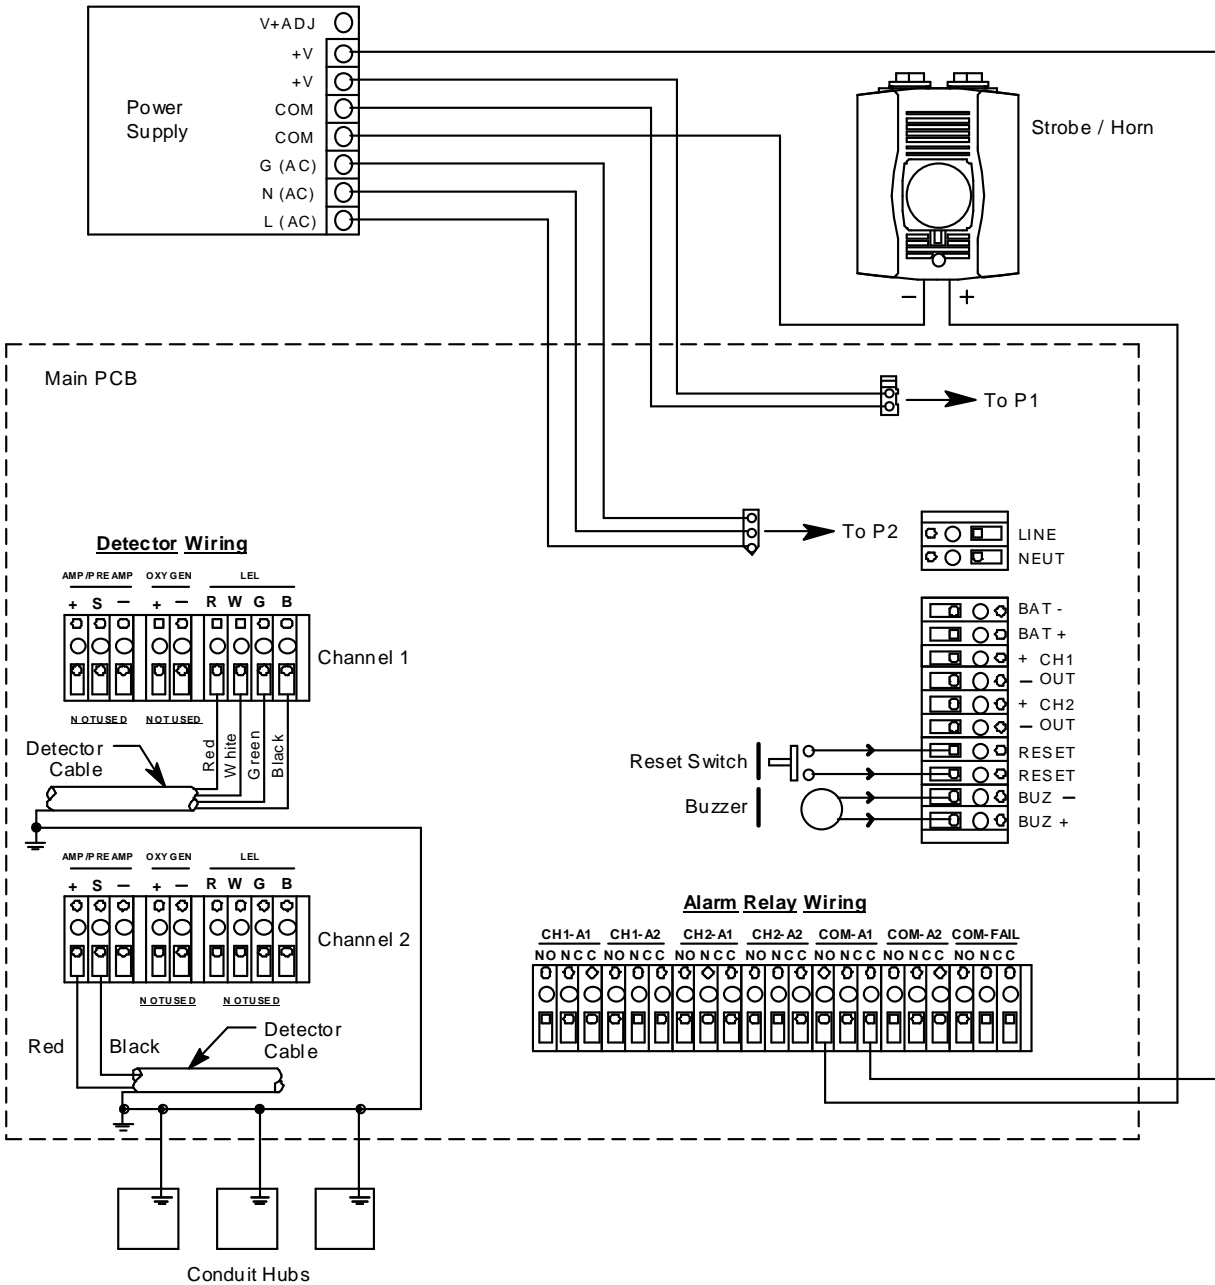 V+ADJ
+V
+V
COM
COM
G (AC)
N (AC)
L (AC)
Power
Supply
Strobe / Horn
− +
Main PCB
To P1
To P2
LINE
NEUT
BAT -
BAT +
+ CH1
− OUT
+ CH2
− OUT
RESET
RESET
BUZ −
BUZ +
Reset Switch
Buzzer
Detector Wiring
AMP/PREAMP OXYGEN LEL
+ S − + − R W G B
Channel 1
NOT USED NOT USED
Red
White
Green
Black
Detector
Cable
AMP/PREAMP OXYGEN LEL
+ S − + − R W G B
Channel 2
NOT USED NOT USED
Red
Black
Detector
Cable
Alarm Relay Wiring
CH1-A1 CH1-A2 CH2-A1 CH2-A2 COM-A1 COM-A2 COM-FAIL
NO NC C NO NC C NO NC C NO NC C NO NC C NO NC C NO NC C
Conduit Hubs